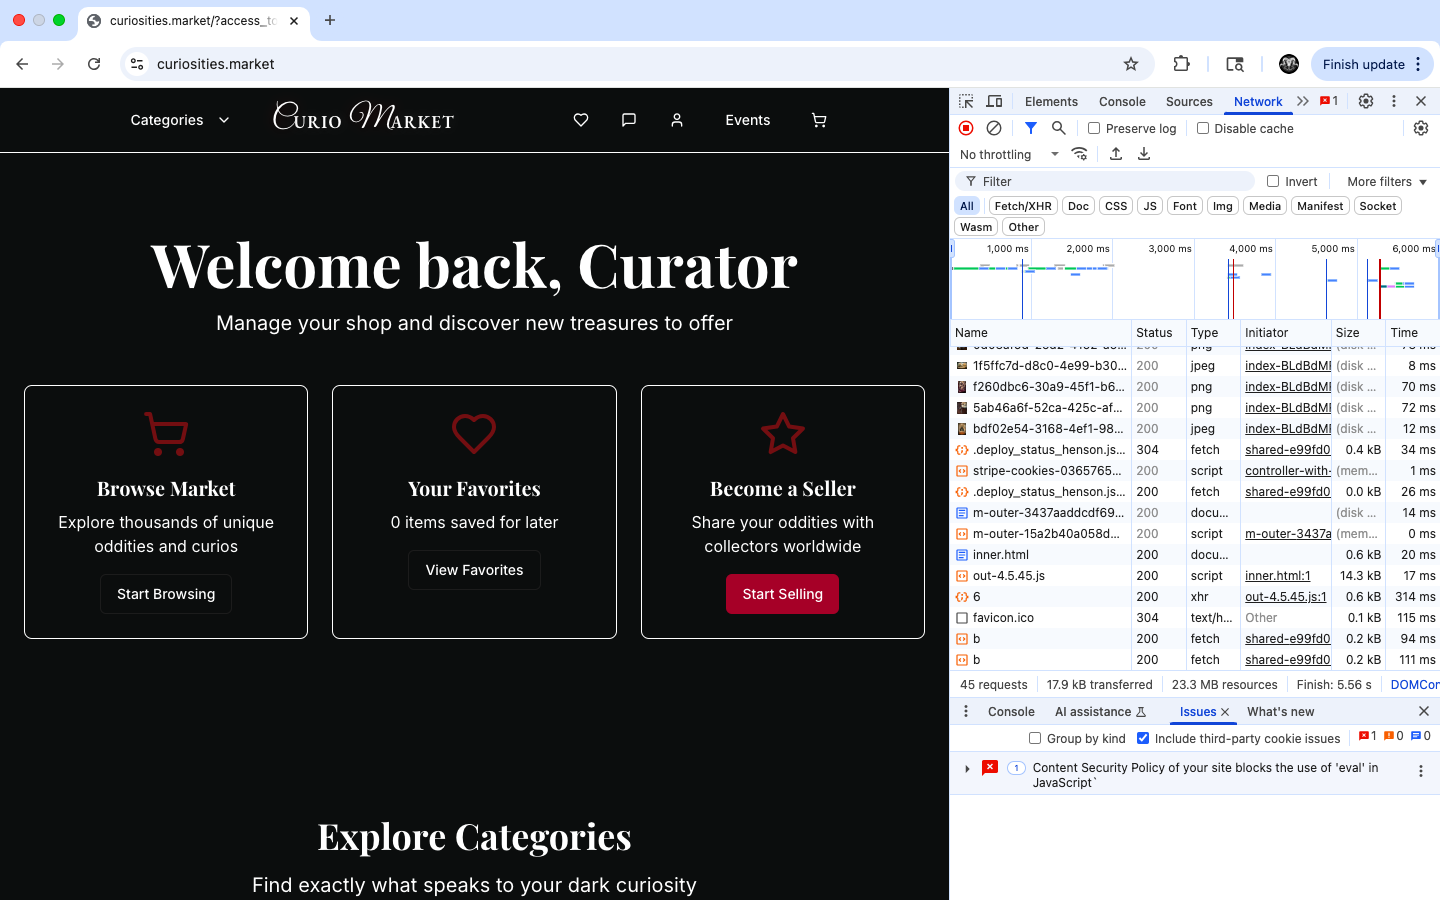 curiosities.market/?access_to
curiosities.market
Finish update
Categories
Curio Market
Events
Welcome back, Curator
Manage your shop and discover new treasures to offer
Browse Market
Explore thousands of unique
oddities and curios
Start Browsing
Your Favorites
0 items saved for later
View Favorites
Become a Seller
Share your oddities with
collectors worldwide
Start Selling
Explore Categories
Find exactly what speaks to your dark curiosity
Elements Console Sources Network 1
Preserve log Disable cache
No throttling
Filter Invert More filters
All Fetch/XHR Doc CSS JS Font Img Media Manifest Socket
Wasm Other
1,000 ms 2,000 ms 3,000 ms 4,000 ms 5,000 ms 6,000 ms
Name Status Type Initiator Size Time
1f5ffc7d-d8c0-4e99-b30... 200 jpeg index-BLdBdMF (disk ... 8 ms
f260dbc6-30a9-45f1-b6... 200 png index-BLdBdMF (disk ... 70 ms
5ab46a6f-52ca-425c-af... 200 png index-BLdBdMF (disk ... 72 ms
bdf02e54-3168-4ef1-98... 200 jpeg index-BLdBdMF (disk ... 12 ms
.deploy_status_henson.js... 304 fetch shared-e99fd0 0.4 kB 34 ms
stripe-cookies-0365765... 200 script controller-with- (mem... 1 ms
.deploy_status_henson.js... 200 fetch shared-e99fd0 0.0 kB 26 ms
m-outer-3437aaddcdf69... 200 docu... (disk ... 14 ms
m-outer-15a2b40a058d... 200 script m-outer-3437a (mem... 0 ms
inner.html 200 docu... 0.6 kB 20 ms
out-4.5.45.js 200 script inner.html:1 14.3 kB 17 ms
6 200 xhr out-4.5.45.js:1 0.6 kB 314 ms
favicon.ico 304 text/h... Other 0.1 kB 115 ms
b 200 fetch shared-e99fd0 0.2 kB 94 ms
b 200 fetch shared-e99fd0 0.2 kB 111 ms
45 requests 17.9 kB transferred 23.3 MB resources Finish: 5.56 s DOMCon
Console AI assistance Issues What's new
Group by kind Include third-party cookie issues 1 0 0
1 Content Security Policy of your site blocks the use of 'eval' in
JavaScript`